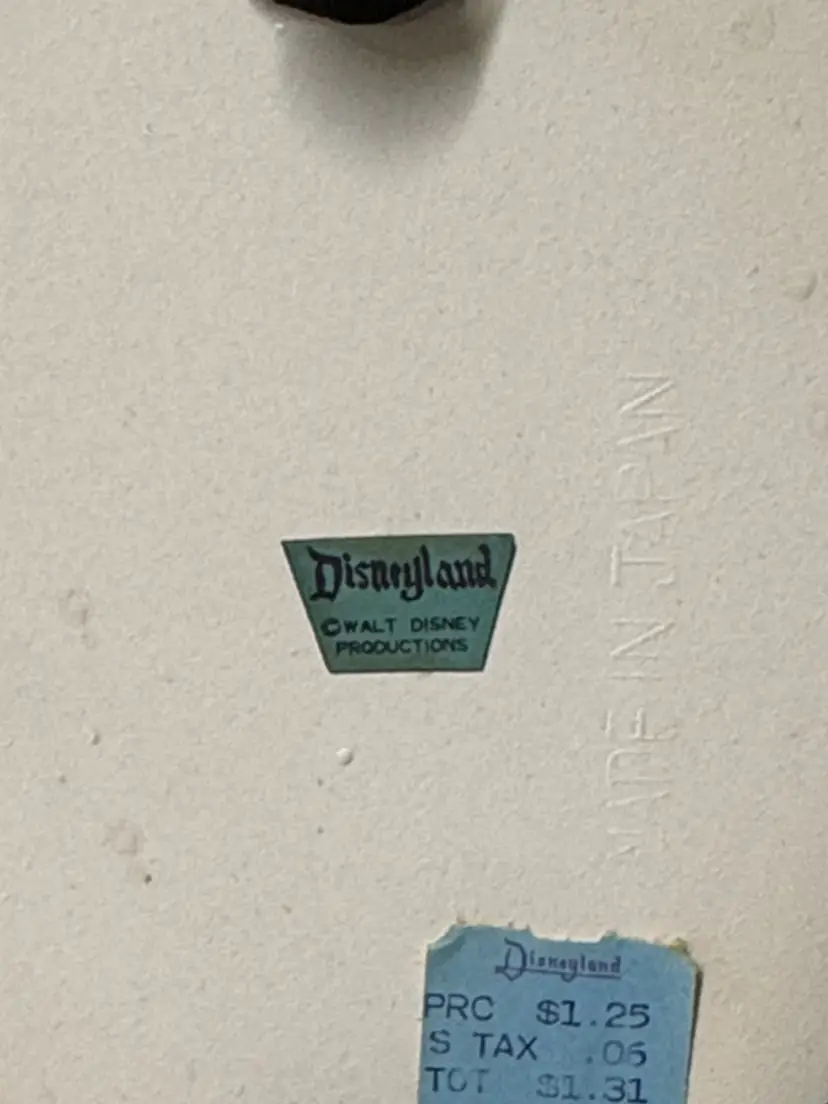 Disneyland
©WALT DISNEY
PRODUCTIONS
MADE IN JAPAN
Disneyland
PRC $1.25
S TAX .06
TOT $1.31